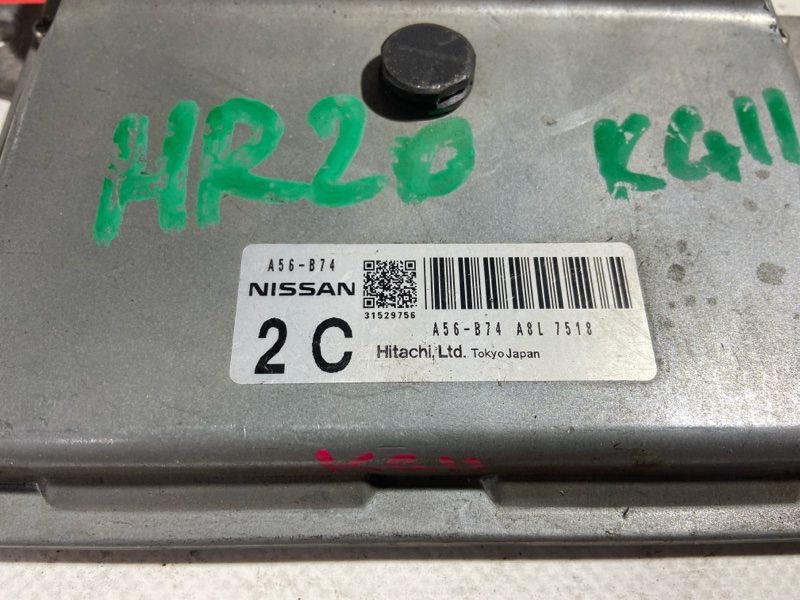 HR20 KG11
A56-B74
NISSAN
31529756
2C
A56-B74 A8L 7518
Hitachi, Ltd. Tokyo Japan
KG11